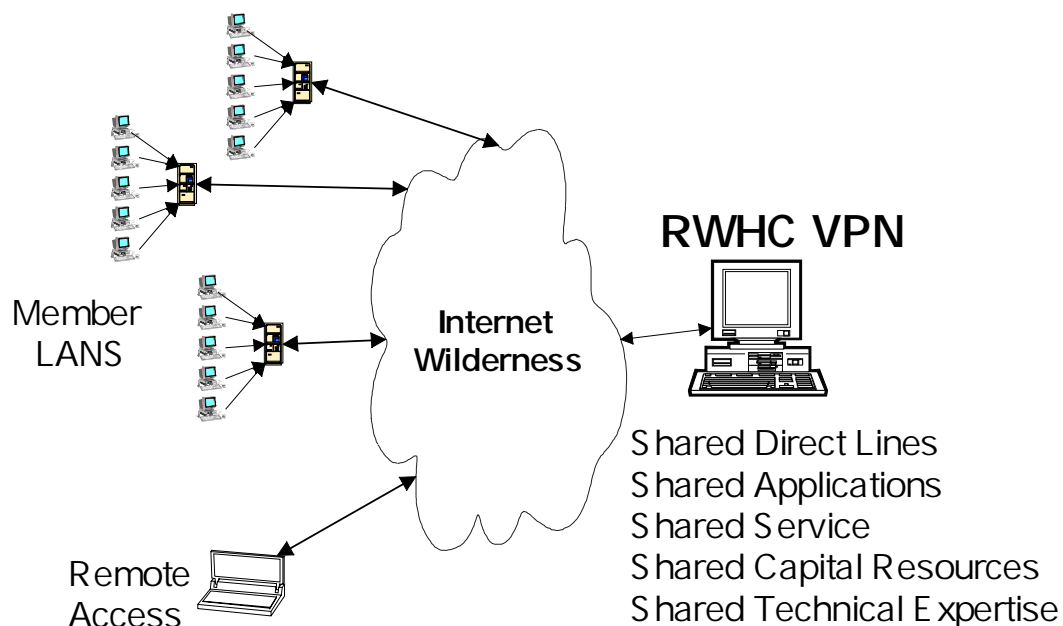 Member
LANS
Remote
Access
Internet
Wilderness
RWHC VPN
Shared Direct Lines
Shared Applications
Shared Service
Shared Capital Resources
Shared Technical Expertise